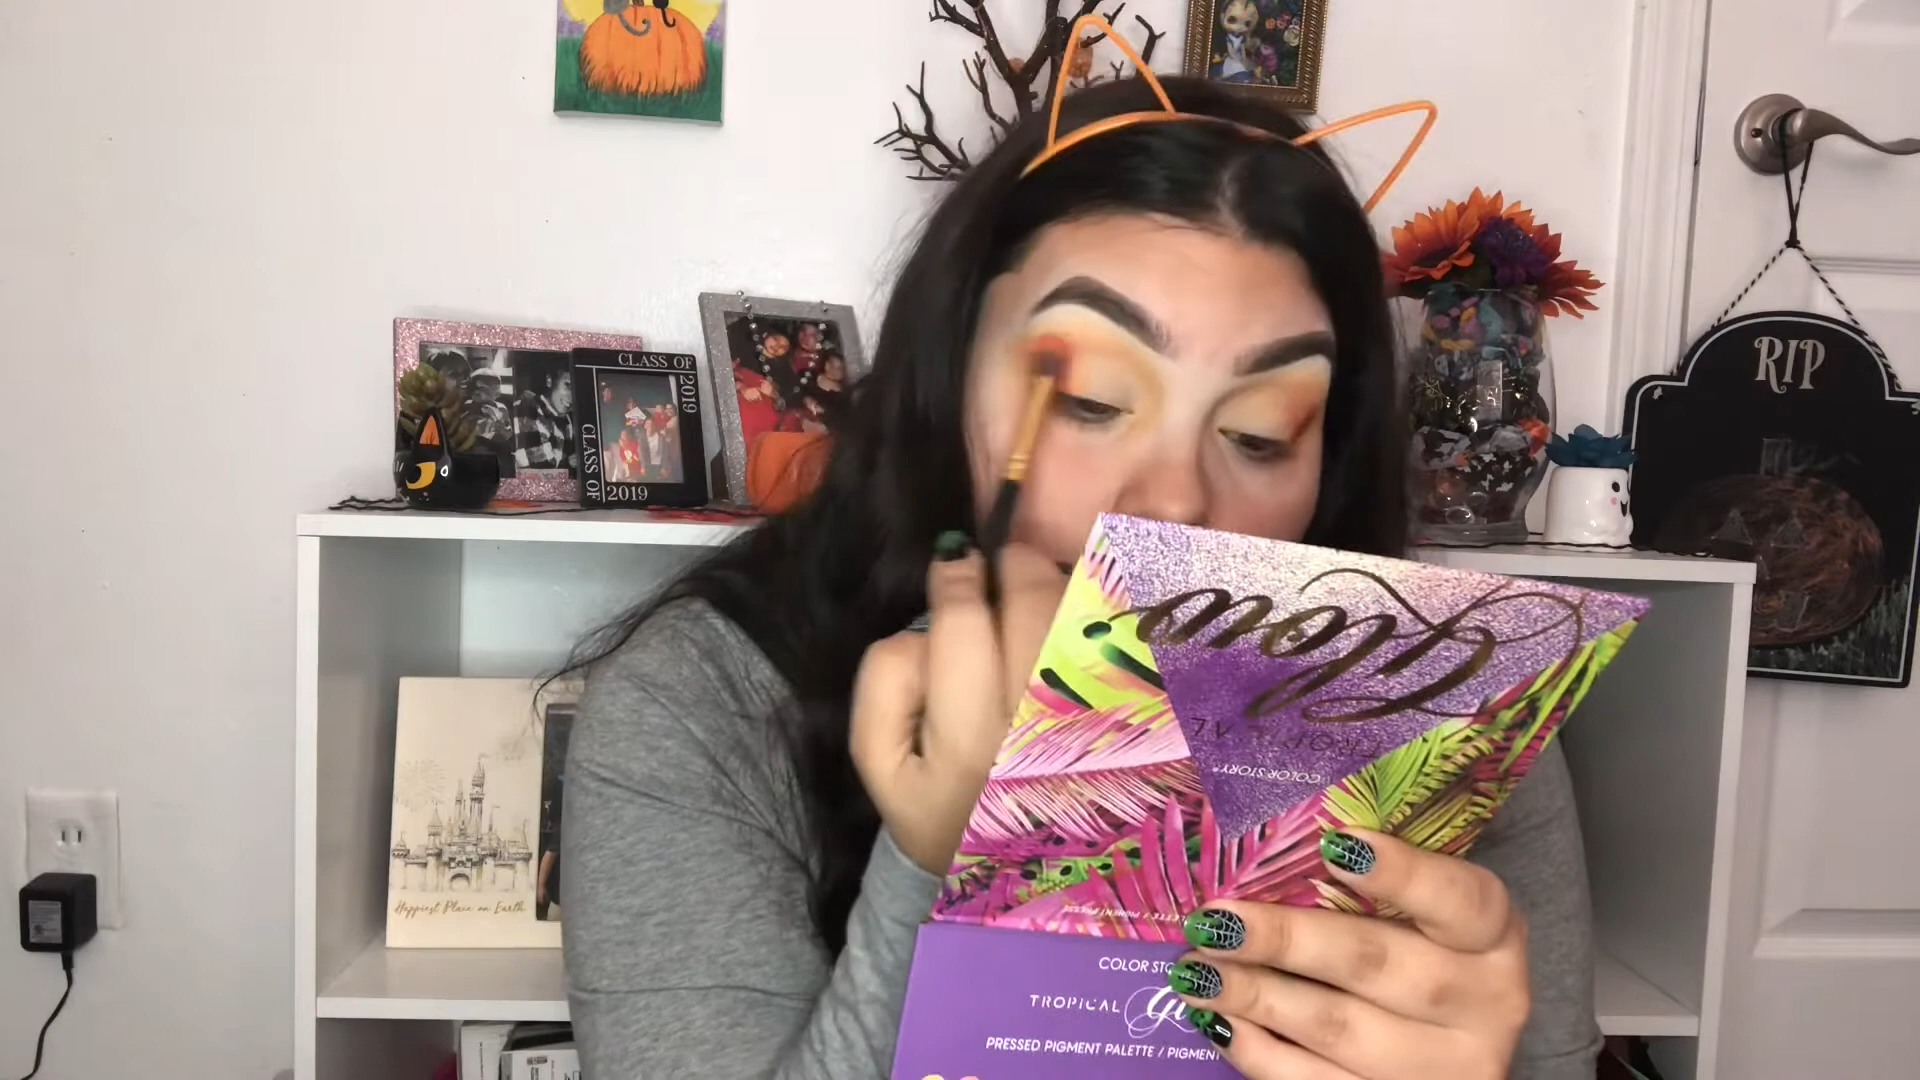 RIP
CLASS OF
2019
CLASS OF
2019
Glow
TROPICAL
COLOR STORY®
Happiest Place on Earth
COLOR
TROPICAL
PRESSED PIGMENT PALETTE / PIGMENT